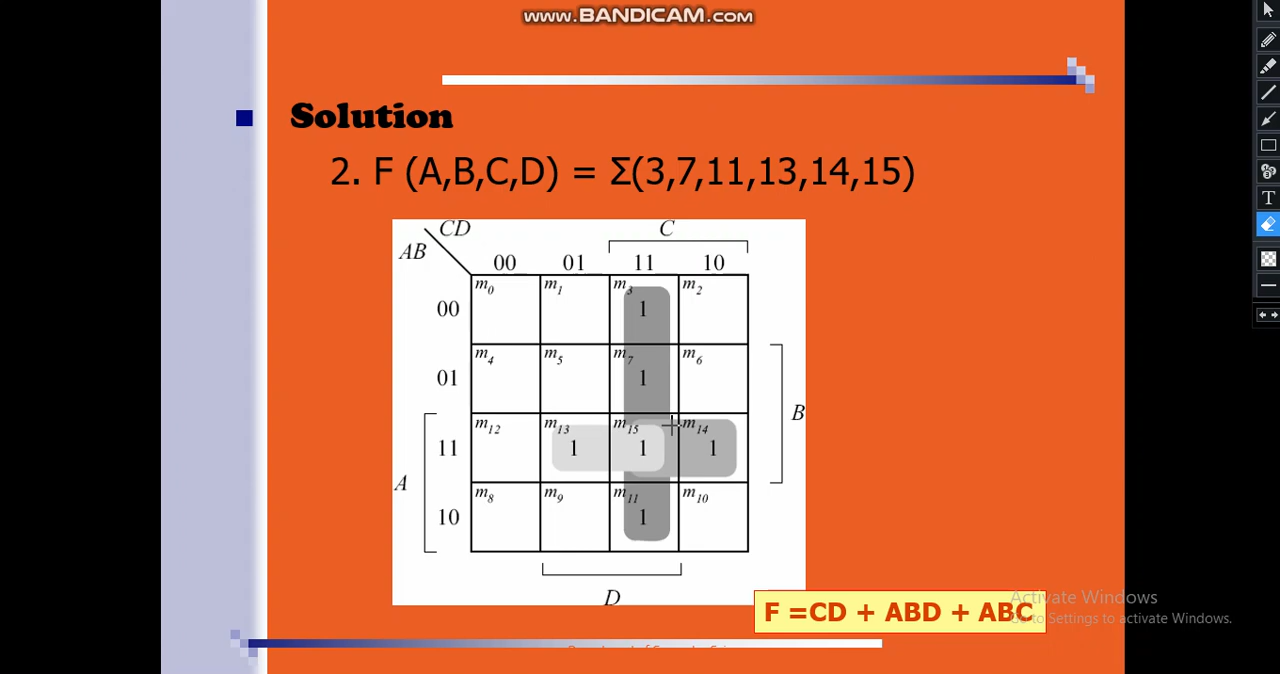 www.BANDICAM.com
Solution
2. F (A,B,C,D) = Σ(3,7,11,13,14,15)
CD
C
AB
00 01 11 10
m0 m1 m3 m2
00 1
m4 m5 m7 m6
01 1
B
m12 m13 m15 m14
11 1 1 1
A
m8 m9 m11 m10
10 1
D
F =CD + ABD + ABC
Activate Windows
Go to Settings to activate Windows.